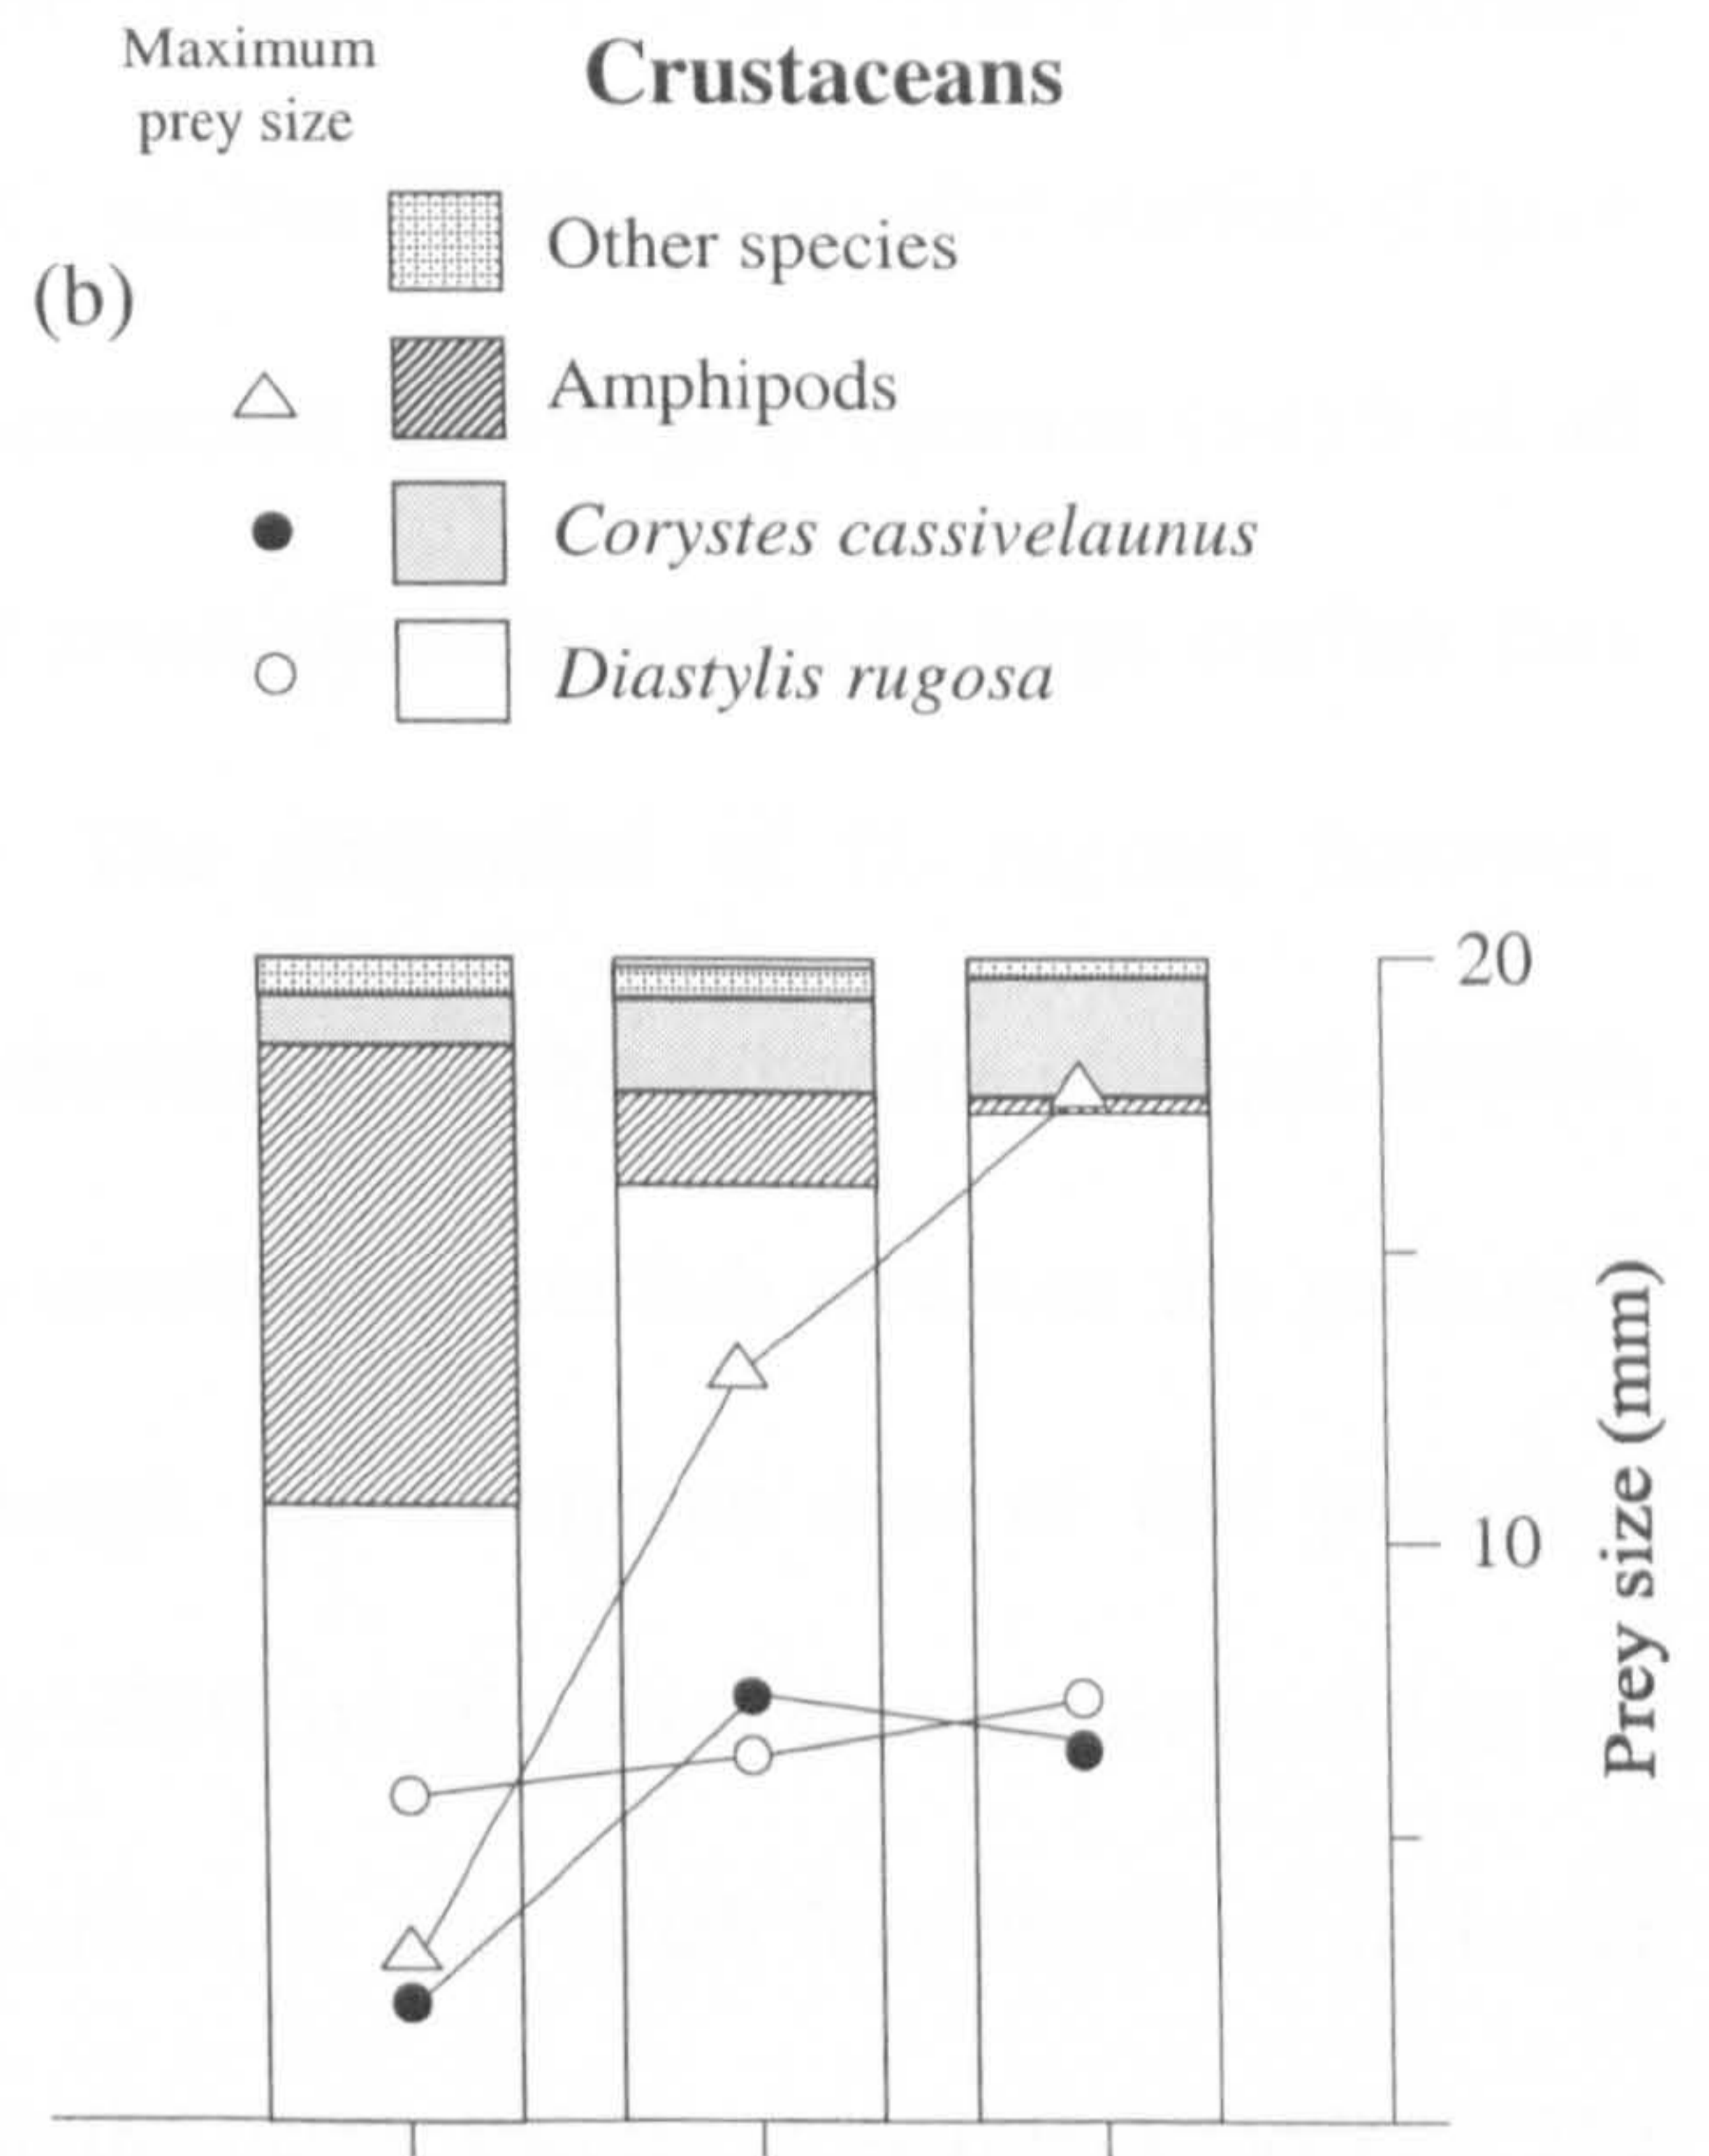 Maximum
prey size
Crustaceans
(b)
Other species
Amphipods
Corystes cassivelaunus
Diastylis rugosa
20
10
Prey size (mm)